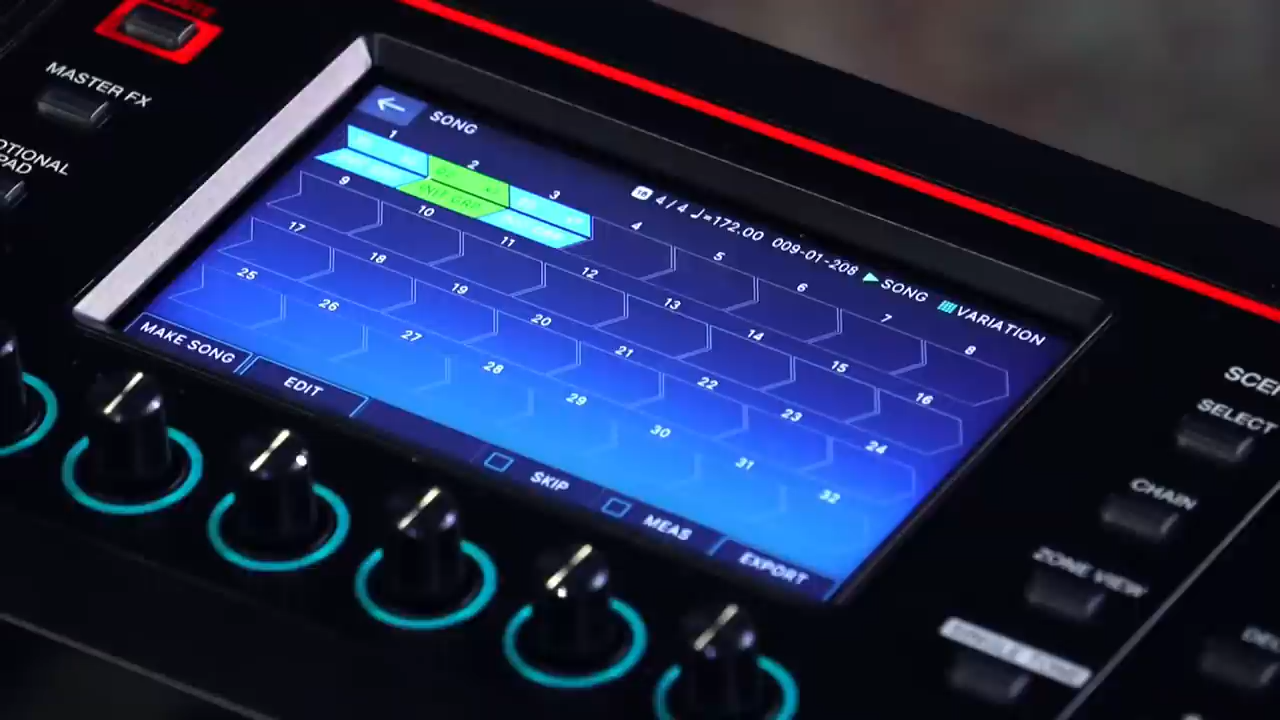 MASTER FX
OTIONAL
PAD
SONG
4/4 ♩=172.00 009-01-208 ▶SONG VARIATION
1 2 3 4 5 6 7 8
9 10 11 12 13 14 15 16
17 18 19 20 21 22 23 24
25 26 27 28 29 30 31 32
MAKE SONG EDIT SKIP MEAS EXPORT
SCE
SELECT
CHAIN
ZONE VIEW